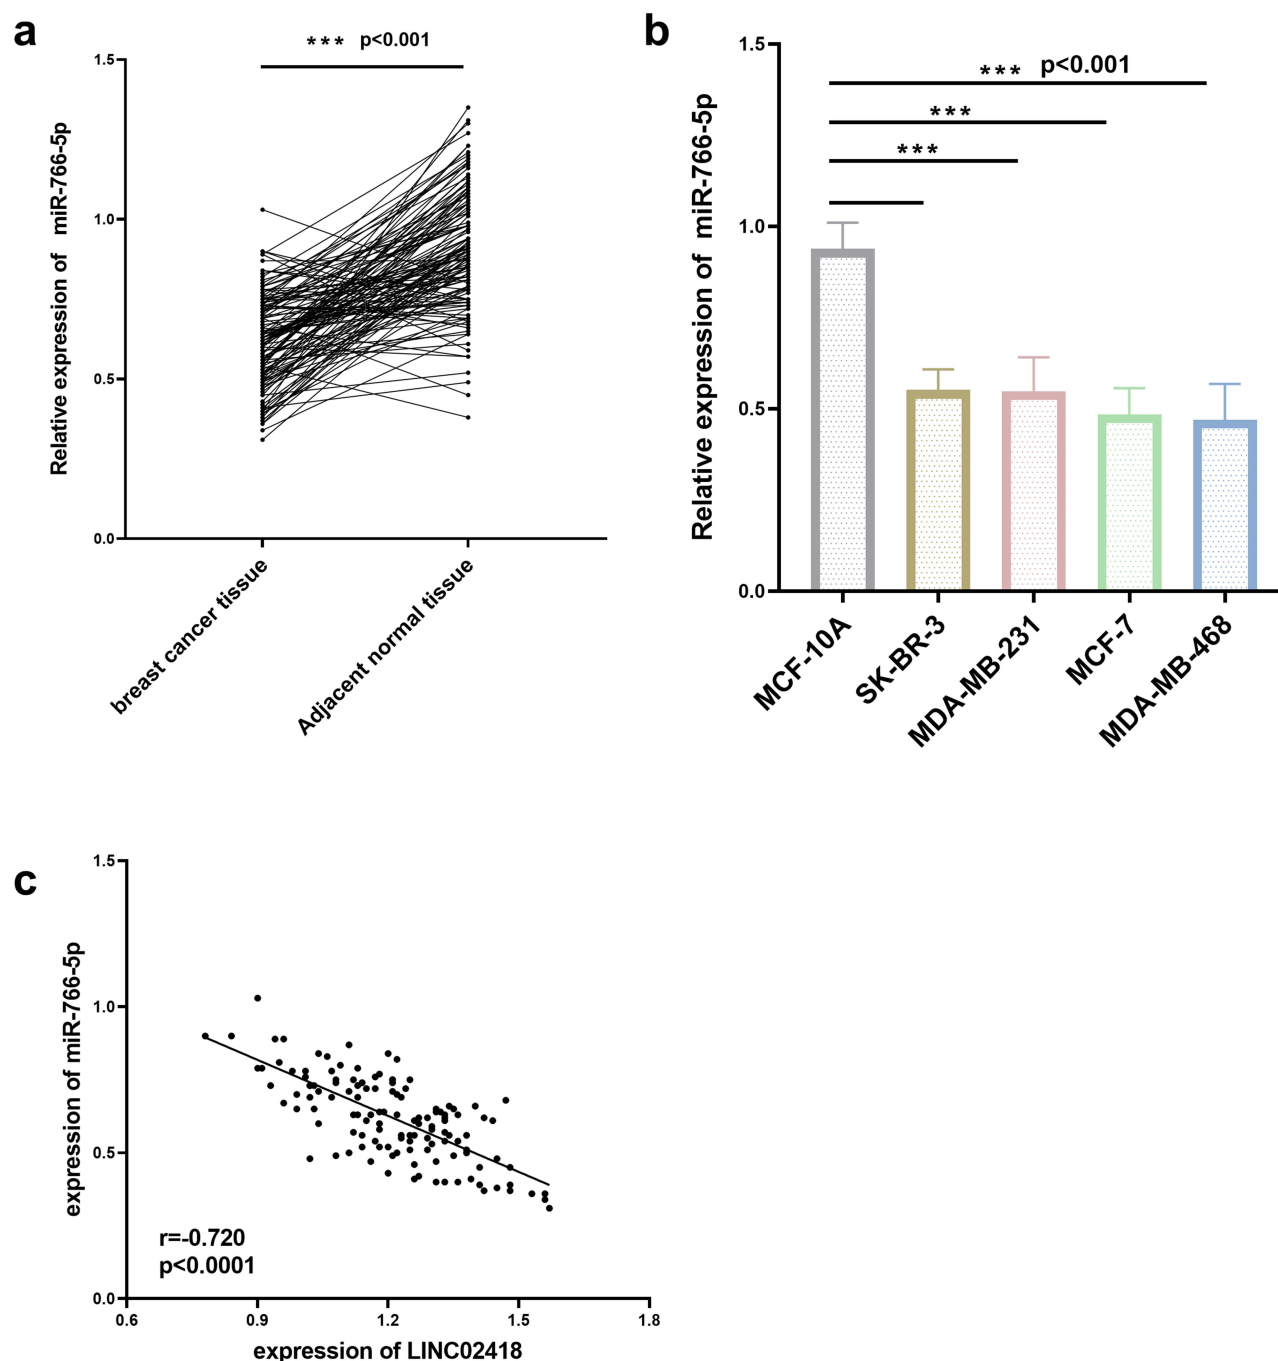 a
*** p<0.001
Relative expression of miR-766-5p
1.5
1.0
0.5
0.0
breast cancer tissue
Adjacent normal tissue
b
*** p<0.001
***
***
Relative expression of miR-766-5p
1.5
1.0
0.5
0.0
MCF-10A
SK-BR-3
MDA-MB-231
MCF-7
MDA-MB-468
c
expression of miR-766-5p
1.5
1.0
0.5
0.0
r=-0.720
p<0.0001
0.6
0.9
1.2
1.5
1.8
expression of LINC02418